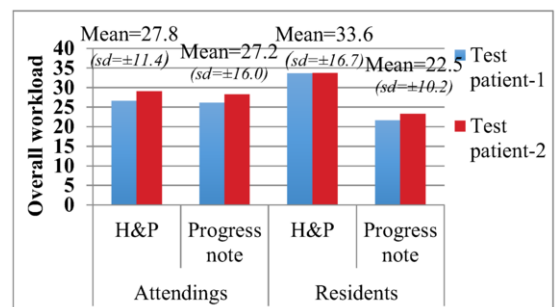 Mean=27.8
(sd=±11.4)
Mean=27.2
(sd=±16.0)
Mean=33.6
(sd=±16.7)
Mean=22.5
(sd=±10.2)
Overall workload
40
35
30
25
20
15
10
5
0
H&P
Progress
note
H&P
Progress
note
Attendings
Residents
Test
patient-1
Test
patient-2